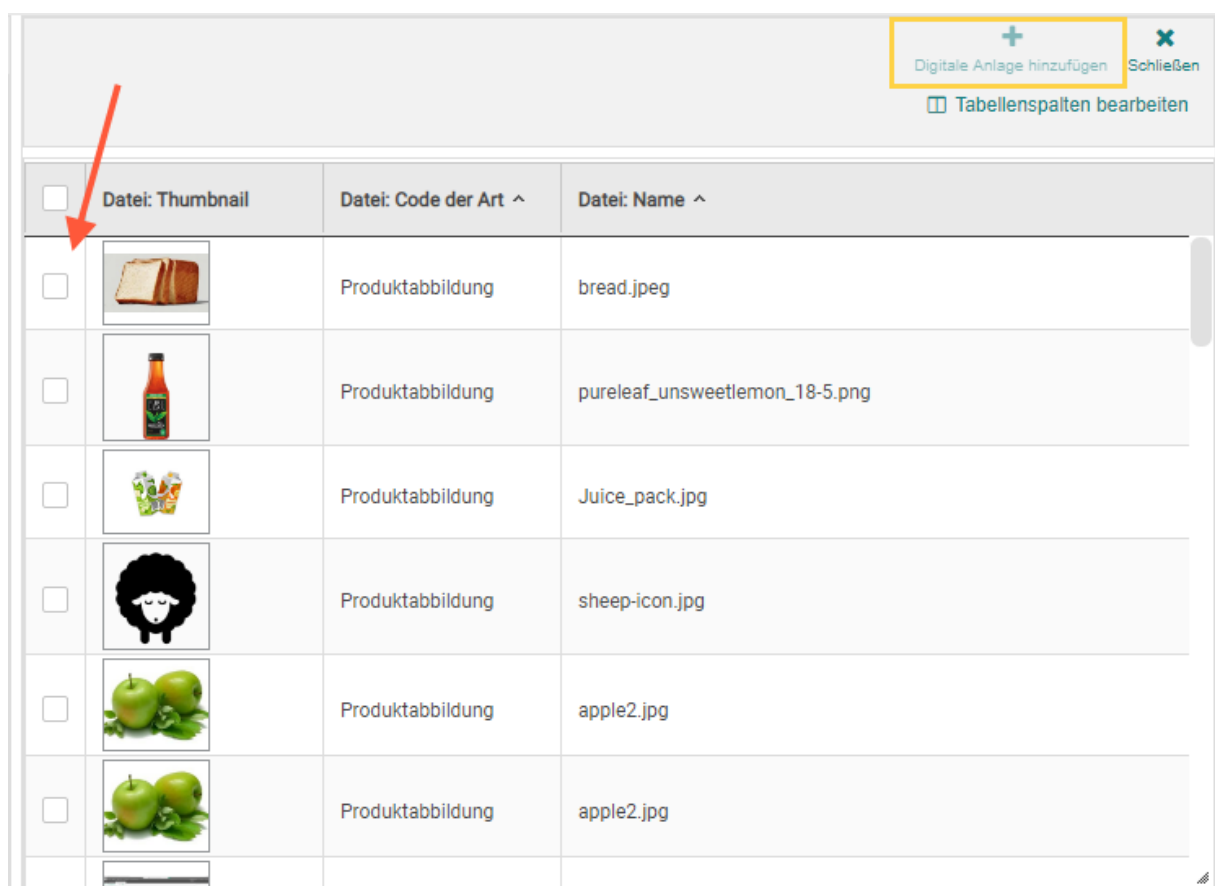 Digitale Anlage hinzufügen Schließen
Tabellenspalten bearbeiten
Datei: Thumbnail Datei: Code der Art Datei: Name
Produktabbildung bread.jpeg
Produktabbildung pureleaf_unsweetlemon_18-5.png
Produktabbildung Juice_pack.jpg
Produktabbildung sheep-icon.jpg
Produktabbildung apple2.jpg
Produktabbildung apple2.jpg